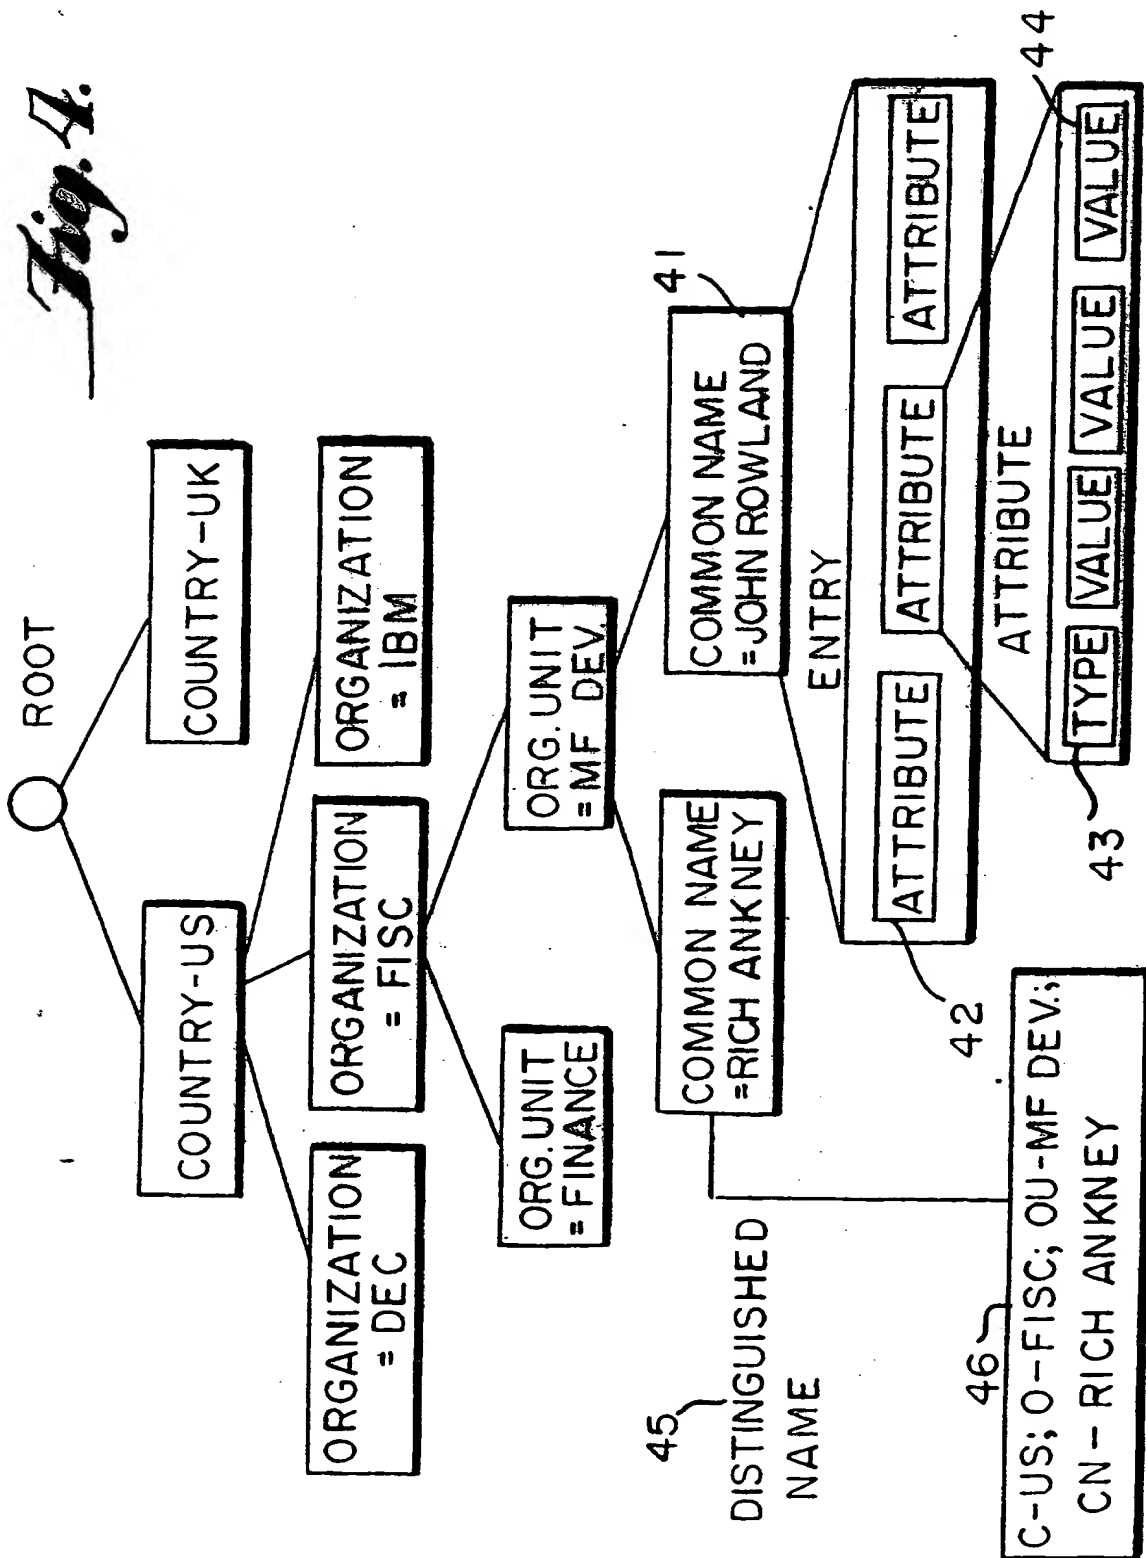 Fig. 4.
ROOT
COUNTRY-US
COUNTRY-UK
ORGANIZATION
= DEC
ORGANIZATION
= FISC
ORGANIZATION
= IBM
ORG. UNIT
= FINANCE
ORG. UNIT
= MF DEV.
COMMON NAME
=RICH ANKNEY
COMMON NAME
=JOHN ROWLAND
41
45
DISTINGUISHED
NAME
ENTRY
42
ATTRIBUTE
ATTRIBUTE
ATTRIBUTE
46
C-US; O-FISC; OU-MF DEV.;
CN - RICH ANKNEY
ATTRIBUTE
43
TYPE
VALUE
VALUE
VALUE
44